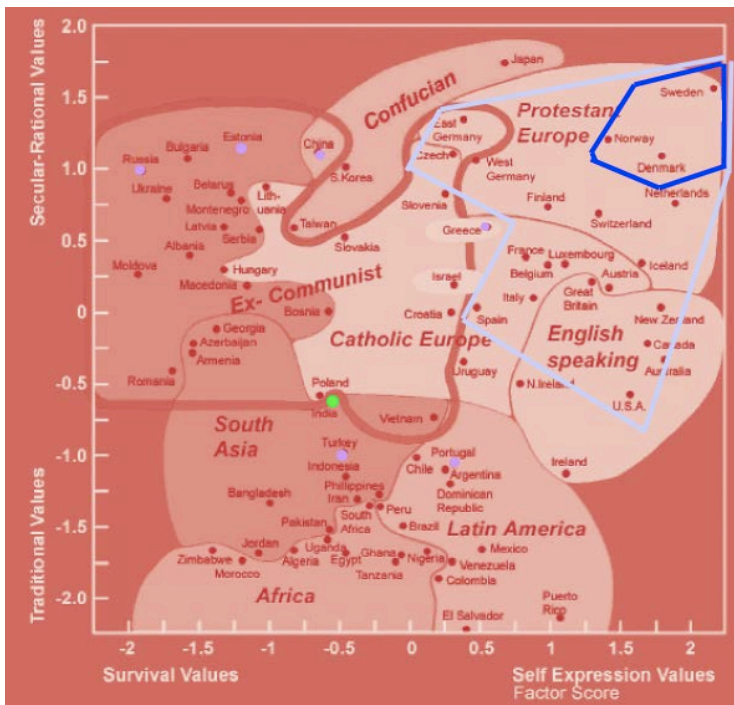 2.0
1.5
1.0
0.5
0
-0.5
-1.0
-1.5
-2.0
Secular-Rational Values
Traditional Values
Japan
Confucian
Protestant
Europe
Sweden
East
Germany
Norway
Denmark
Bulgaria
Estonia
China
Russia
Czech
West
Germany
S.Korea
Ukraine
Belarus
Lith-
uania
Montenegro
Slovenia
Finland
Netherlands
Switzerland
Latvia
Serbia
Taiwan
Slovakia
Greece
Albania
Moldova
Hungary
Macedonia
Ex- Communist
Israel
France
Luxembourg
Belgium
Austria
Iceland
Great
Britain
Bosnia
Croatia
Spain
Italy
New Zenland
Georgia
Azerbaijan
Armenia
Catholic Europe
English
speaking
Canada
Australia
Romania
Uruguay
N.Ireland
U.S.A.
Poland
India
Vietnam
South
Asia
Turkey
Indonesia
Portugal
Chile
Argentina
Ireland
Philippines
Iran
Dominican
Republic
Bangladesh
South
Africa
Peru
Pakistan
Brazil
Latin America
Jordan
Uganda
Zimbabwe
Morocco
Algeria
Egypt
Ghana
Nigeria
Tanzania
Mexico
Venezuela
Colombia
Africa
El Salvador
Puerto
Rico
-2
-1.5
-1
-0.5
0
0.5
1
1.5
2
Survival Values
Self Expression Values
Factor Score